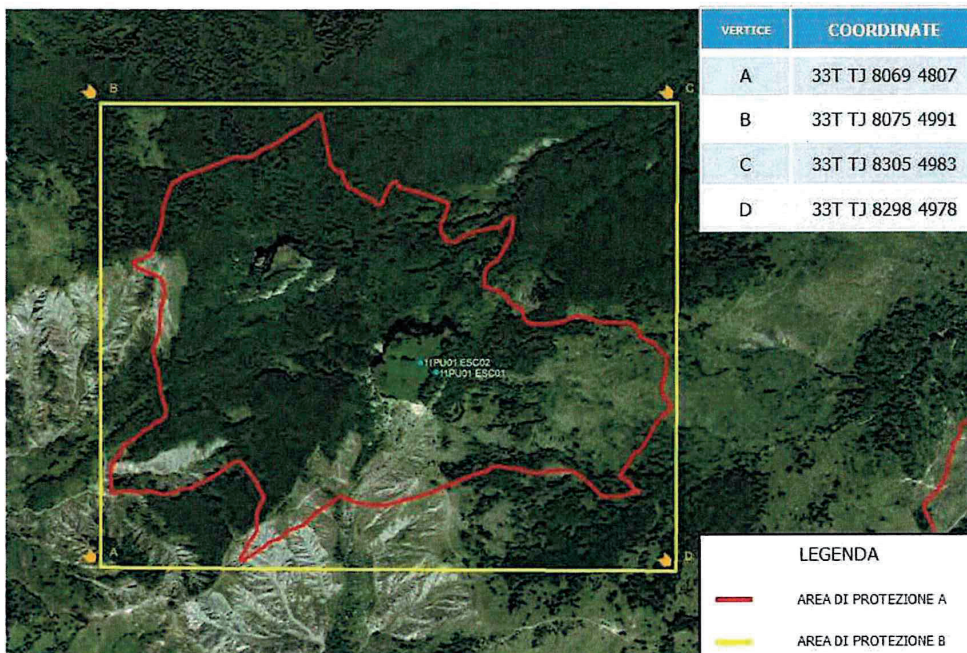 B
C
A
D
11PU01.ESC02
11PU01.ESC01
VERTICE COORDINATE
A 33T TJ 8069 4807
B 33T TJ 8075 4991
C 33T TJ 8305 4983
D 33T TJ 8298 4978
LEGENDA
AREA DI PROTEZIONE A
AREA DI PROTEZIONE B